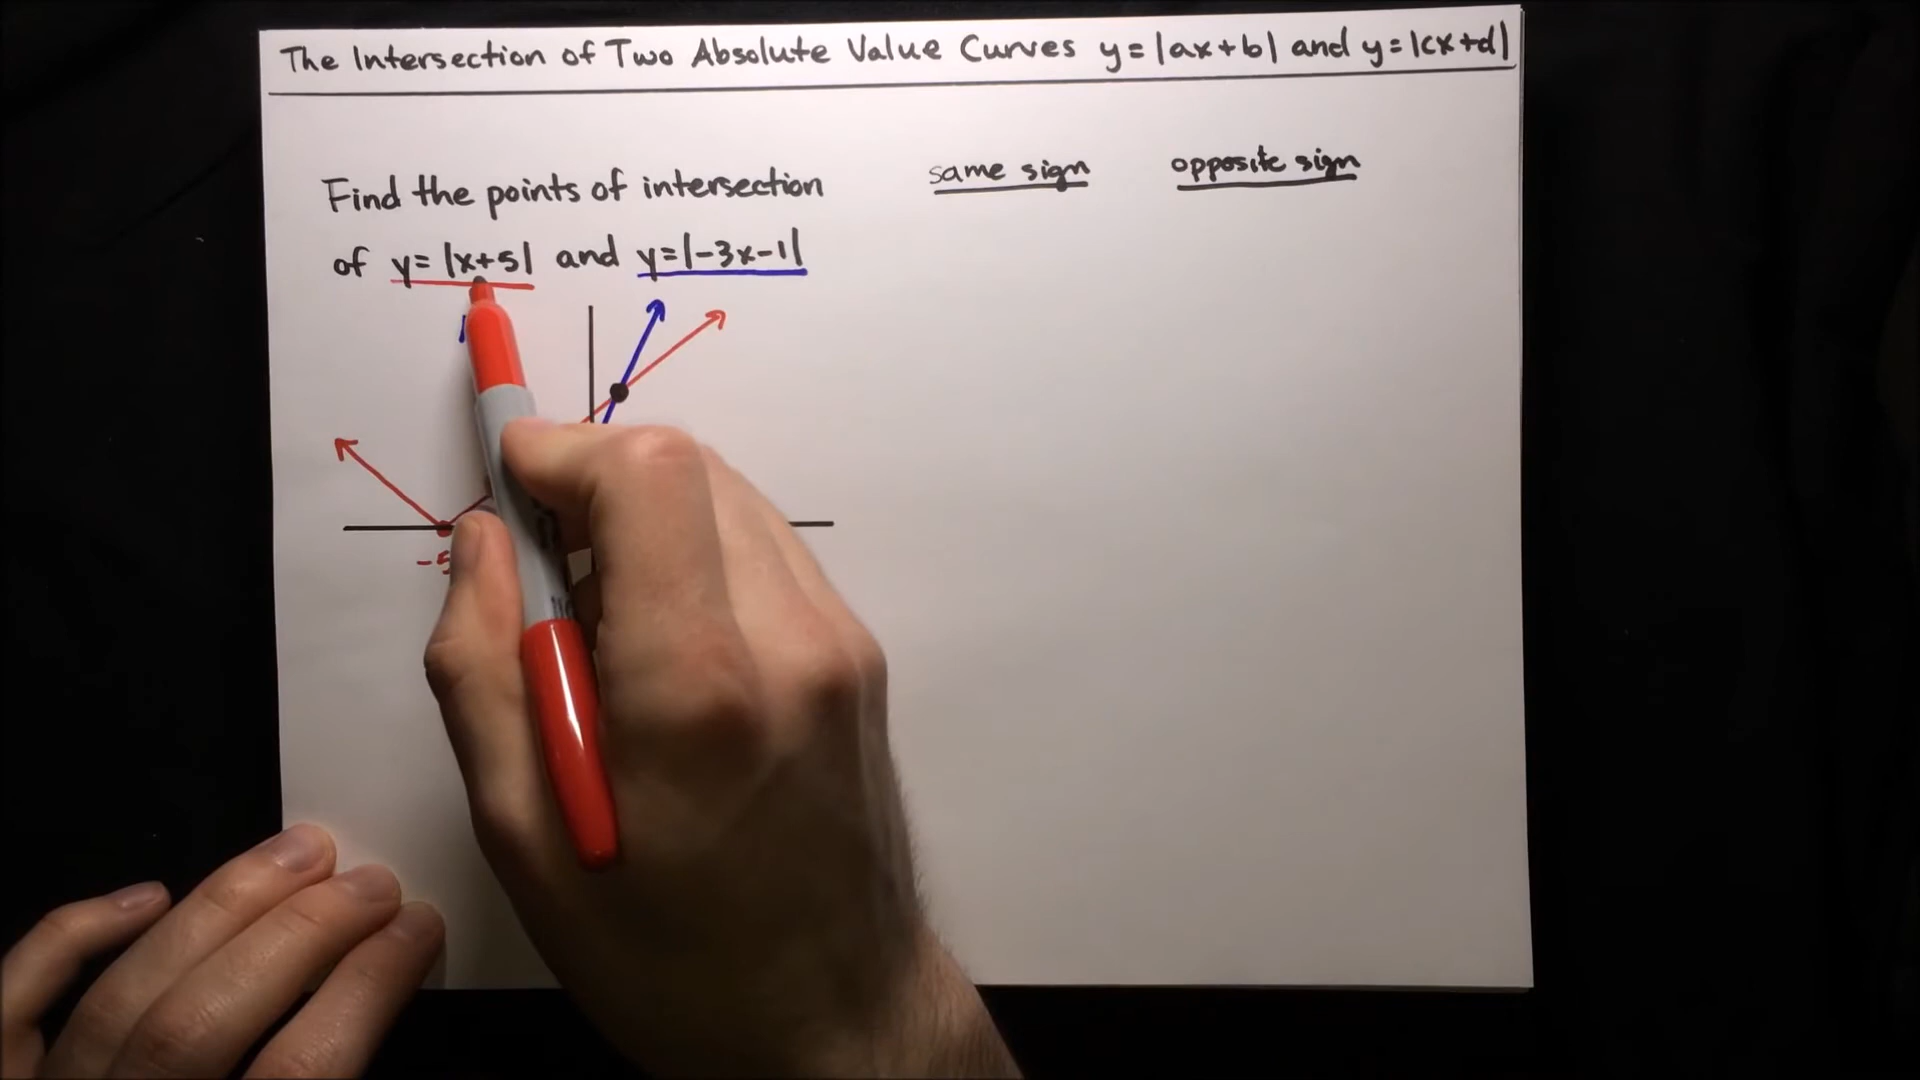 The Intersection of Two Absolute Value Curves y=|ax+b| and y=|cx+d|
Find the points of intersection
of y=|x+5| and y=|-3x-1|
same sign
opposite sign
-5